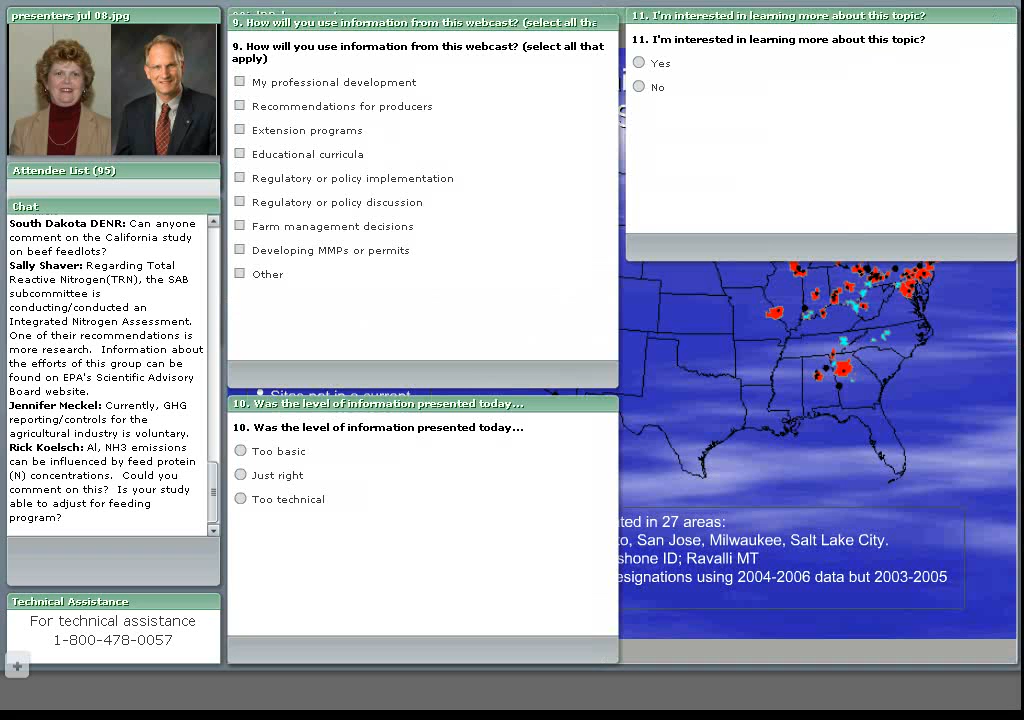 presenters jul 08.jpg
Attendee List (95)
Chat
South Dakota DENR: Can anyone
comment on the California study
on beef feedlots?
Sally Shaver: Regarding Total
Reactive Nitrogen(TRN), the SAB
subcommittee is
conducting/conducted an
Integrated Nitrogen Assessment.
One of their recommendations is
more research. Information about
the efforts of this group can be
found on EPA's Scientific Advisory
Board website.
Jennifer Meckel: Currently, GHG
reporting/controls for the
agricultural industry is voluntary.
Rick Koelsch: Al, NH3 emissions
can be influenced by feed protein
(N) concentrations. Could you
comment on this? Is your study
able to adjust for feeding
program?
Technical Assistance
For technical assistance
1-800-478-0057
9. How will you use information from this webcast? (select all tha
9. How will you use information from this webcast? (select all that
apply)
My professional development
Recommendations for producers
Extension programs
Educational curricula
Regulatory or policy implementation
Regulatory or policy discussion
Farm management decisions
Developing MMPs or permits
Other
10. Was the level of information presented today...
10. Was the level of information presented today...
Too basic
Just right
Too technical
11. I'm interested in learning more about this topic?
11. I'm interested in learning more about this topic?
Yes
No
ted in 27 areas:
to, San Jose, Milwaukee, Salt Lake City.
shone ID; Ravalli MT
esignations using 2004-2006 data but 2003-2005